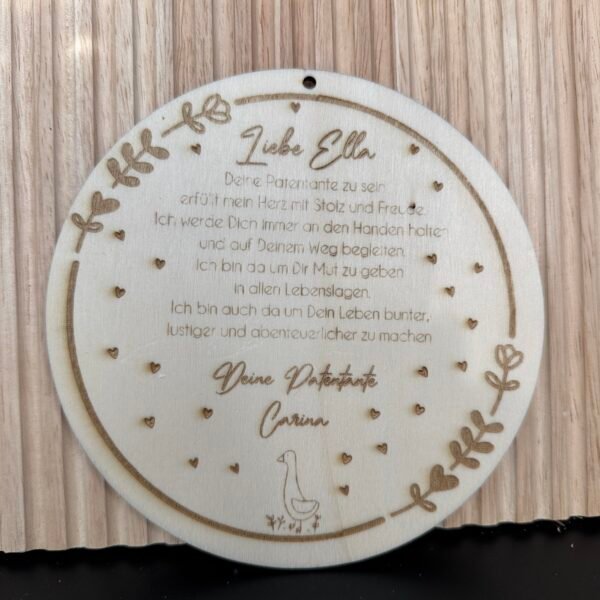 Liebe Ella
Deine Patentante zu sein
erfüllt mein Herz mit Stolz und Freude.
Ich werde Dich immer an den Händen halten
und auf Deinem Weg begleiten.
Ich bin da um Dir Mut zu geben
in allen Lebenslagen.
Ich bin auch da um Dein Leben bunter,
lustiger und abenteuerlicher zu machen
Deine Patentante
Carina